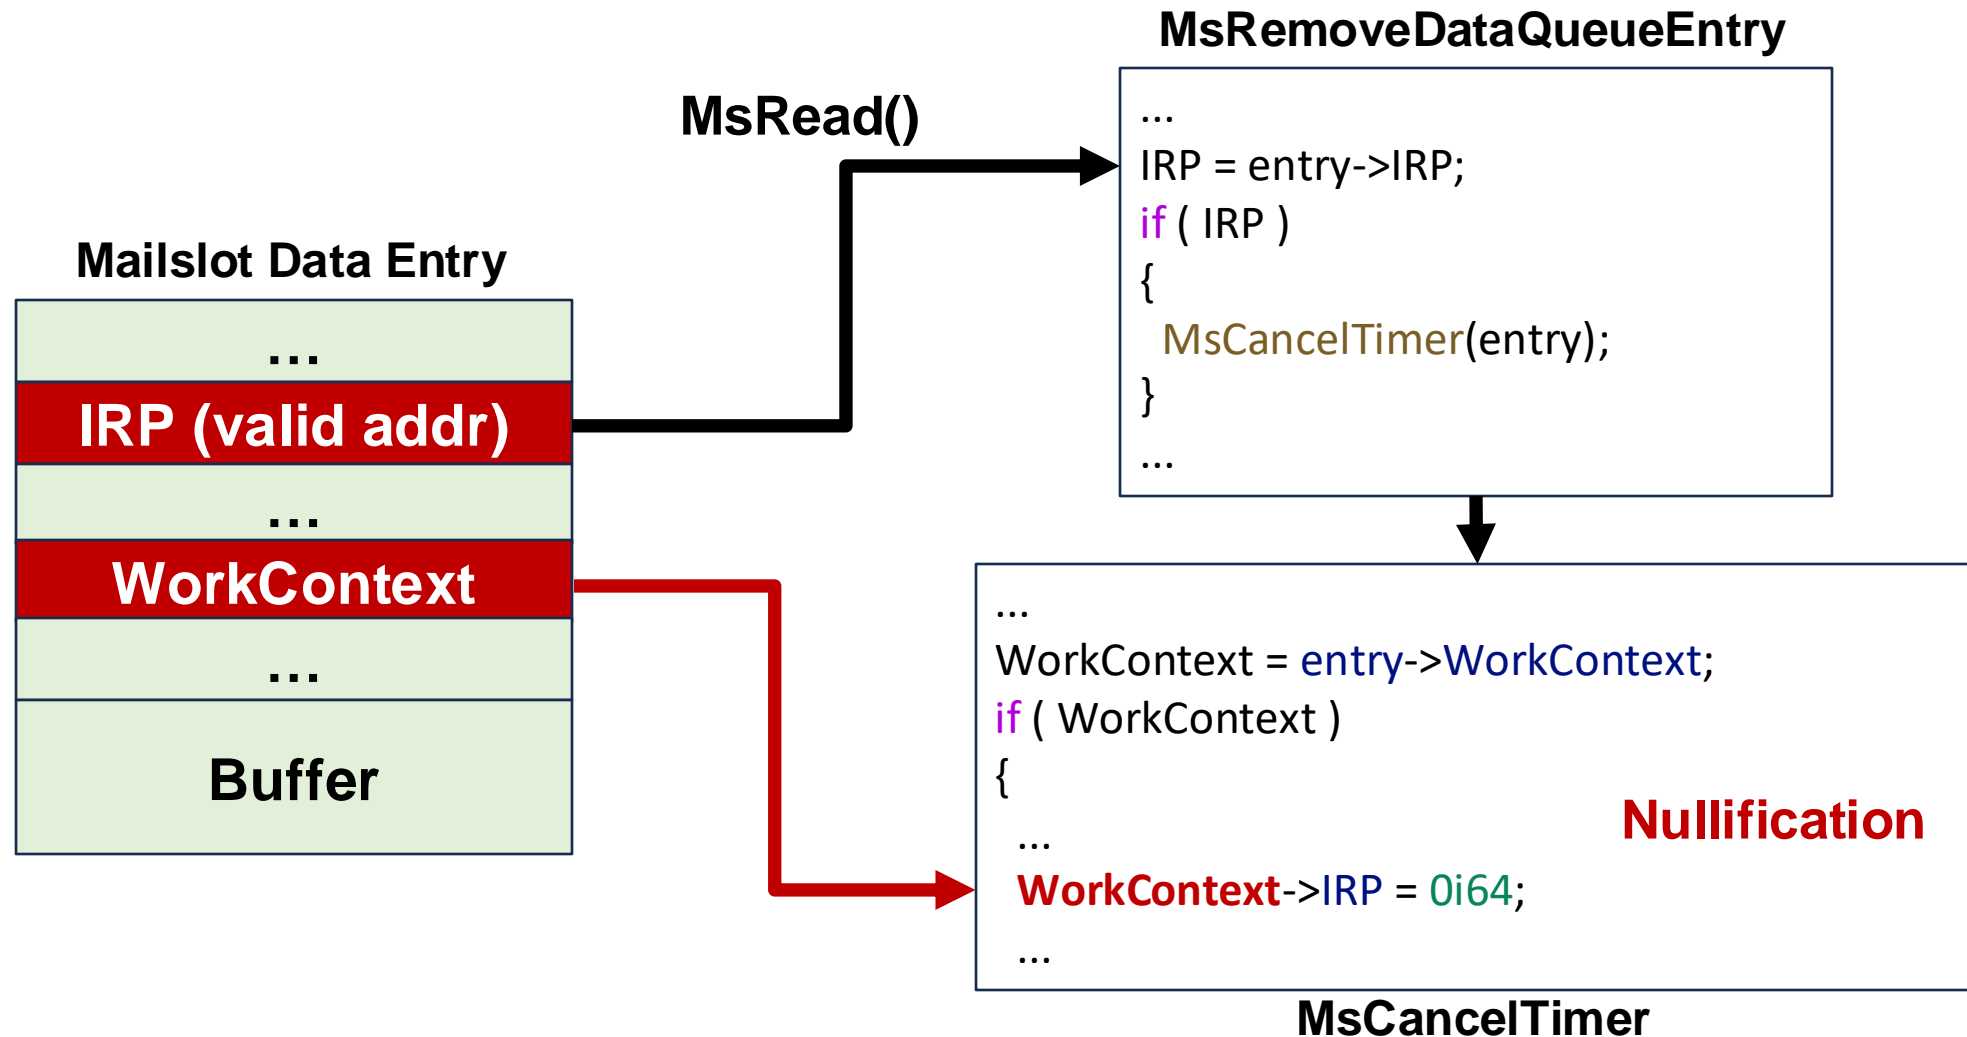 MsRemoveDataQueueEntry
MsRead()
...
IRP = entry->IRP;
if ( IRP )
{
MsCancelTimer(entry);
}
...
Mailslot Data Entry
...
IRP (valid addr)
...
WorkContext
...
Buffer
...
WorkContext = entry->WorkContext;
if ( WorkContext )
{
...
Nullification
WorkContext->IRP = 0i64;
...
MsCancelTimer